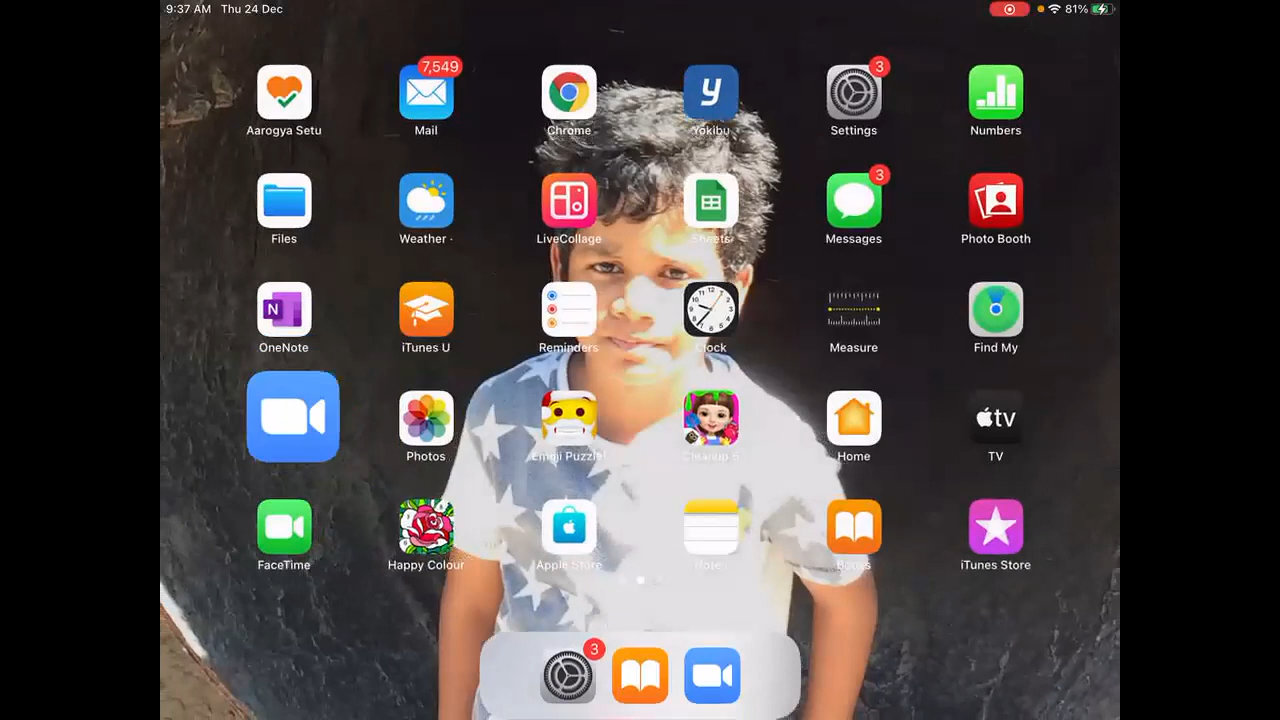 9:37 AM Thu 24 Dec 81%
7,549 3
Aarogya Setu Mail Chrome Yokibu Settings Numbers
3
Files Weather LiveCollage Sheets Messages Photo Booth
OneNote iTunes U Reminders Clock Measure Find My
tv
Photos Emoji Puzzle! Cleanup 5 Home TV
FaceTime Happy Colour Apple Store Notes Books iTunes Store
3